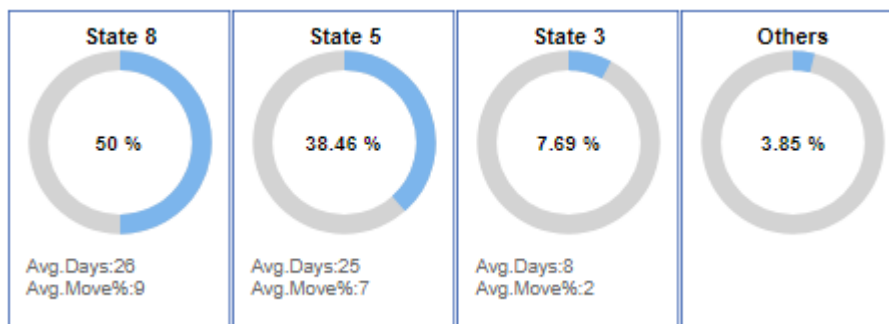 State 8
50 %
Avg.Days:26
Avg.Move%:9
State 5
38.46 %
Avg.Days:25
Avg.Move%:7
State 3
7.69 %
Avg.Days:8
Avg.Move%:2
Others
3.85 %